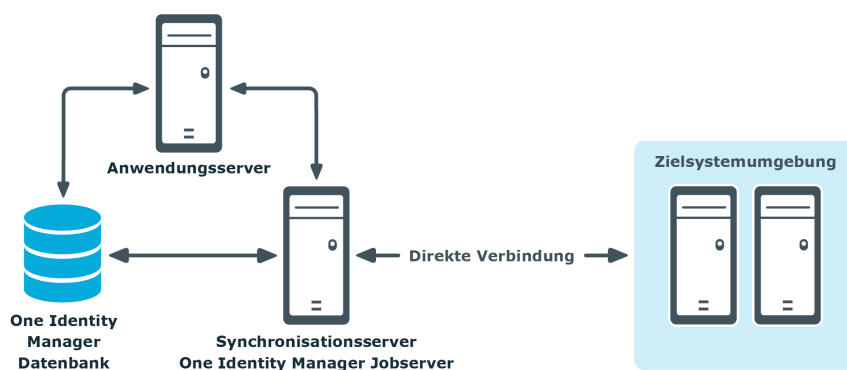 Anwendungsserver
Zielsystemumgebung
Direkte Verbindung
One Identity
Manager
Datenbank
Synchronisationsserver
One Identity Manager Jobserver